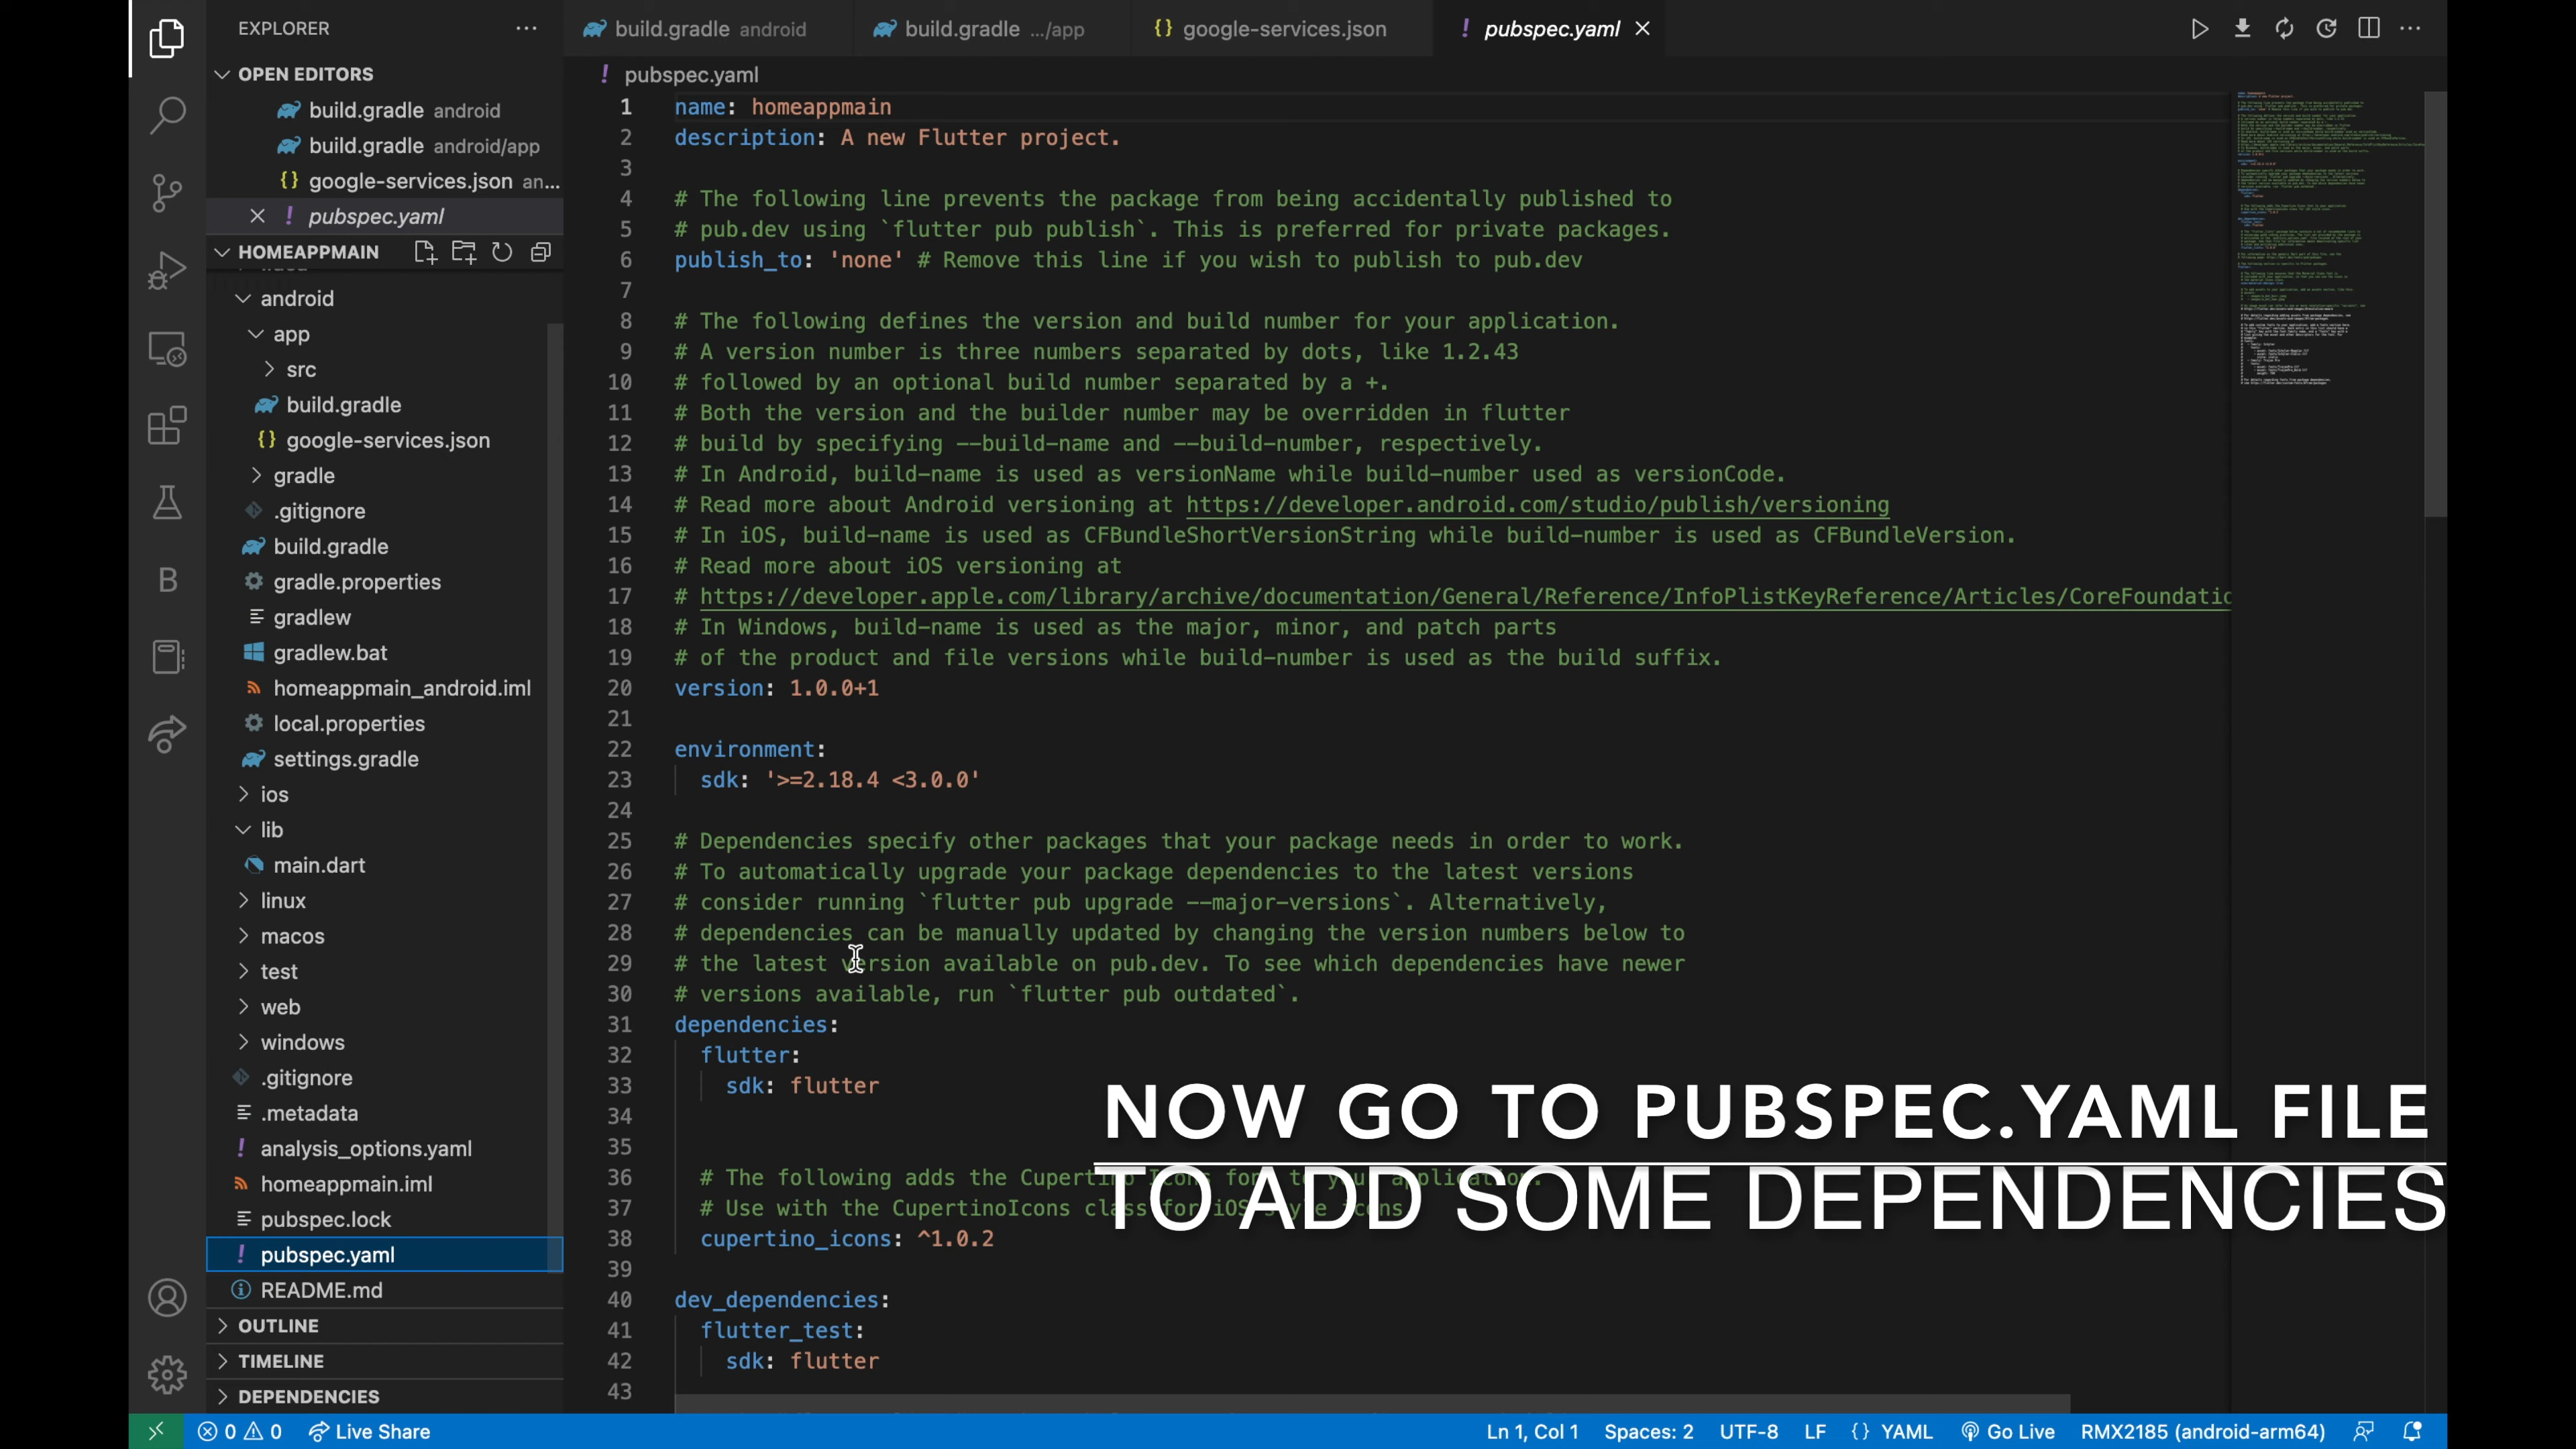 EXPLORER
OPEN EDITORS
build.gradle android
build.gradle android/app
google-services.json an...
pubspec.yaml
HOMEAPPMAIN
android
app
src
build.gradle
google-services.json
gradle
.gitignore
build.gradle
gradle.properties
gradlew
gradlew.bat
homeappmain_android.iml
local.properties
settings.gradle
ios
lib
main.dart
linux
macos
test
web
windows
.gitignore
.metadata
analysis_options.yaml
homeappmain.iml
pubspec.lock
pubspec.yaml
README.md
OUTLINE
TIMELINE
DEPENDENCIES
build.gradle android
build.gradle .../app
google-services.json
pubspec.yaml
pubspec.yaml
1 name: homeappmain
2 description: A new Flutter project.
3
4 # The following line prevents the package from being accidentally published to
5 # pub.dev using `flutter pub publish`. This is preferred for private packages.
6 publish_to: 'none' # Remove this line if you wish to publish to pub.dev
7
8 # The following defines the version and build number for your application.
9 # A version number is three numbers separated by dots, like 1.2.43
10 # followed by an optional build number separated by a +.
11 # Both the version and the builder number may be overridden in flutter
12 # build by specifying --build-name and --build-number, respectively.
13 # In Android, build-name is used as versionName while build-number used as versionCode.
14 # Read more about Android versioning at https://developer.android.com/studio/publish/versioning
15 # In iOS, build-name is used as CFBundleShortVersionString while build-number is used as CFBundleVersion.
16 # Read more about iOS versioning at
17 # https://developer.apple.com/library/archive/documentation/General/Reference/InfoPlistKeyReference/Articles/CoreFoundatic
18 # In Windows, build-name is used as the major, minor, and patch parts
19 # of the product and file versions while build-number is used as the build suffix.
20 version: 1.0.0+1
21
22 environment:
23 sdk: '>=2.18.4 <3.0.0'
24
25 # Dependencies specify other packages that your package needs in order to work.
26 # To automatically upgrade your package dependencies to the latest versions
27 # consider running `flutter pub upgrade --major-versions`. Alternatively,
28 # dependencies can be manually updated by changing the version numbers below to
29 # the latest version available on pub.dev. To see which dependencies have newer
30 # versions available, run `flutter pub outdated`.
31 dependencies:
32 flutter:
33 sdk: flutter
34
35
36 # The following adds the Cupertino Icons font to your application.
37 # Use with the CupertinoIcons class for iOS style icons.
38 cupertino_icons: ^1.0.2
39
40 dev_dependencies:
41 flutter_test:
42 sdk: flutter
43
NOW GO TO PUBSPEC.YAML FILE
TO ADD SOME DEPENDENCIES
B
0 0 Live Share
Ln 1, Col 1 Spaces: 2 UTF-8 LF {} YAML Go Live RMX2185 (android-arm64)